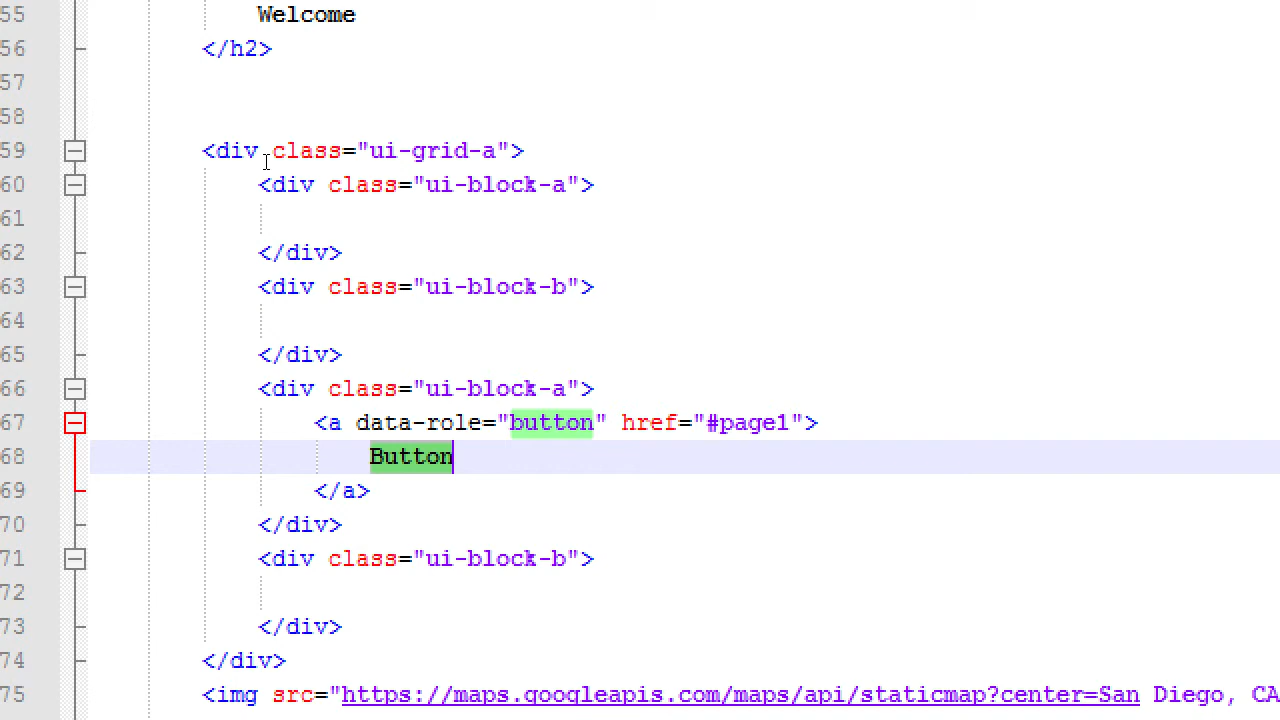 55 Welcome
56 </h2>
57
58
59 <div class="ui-grid-a">
60 <div class="ui-block-a">
61
62 </div>
63 <div class="ui-block-b">
64
65 </div>
66 <div class="ui-block-a">
67 <a data-role="button" href="#page1">
68 Button
69 </a>
70 </div>
71 <div class="ui-block-b">
72
73 </div>
74 </div>
75 <img src="https://maps.googleapis.com/maps/api/staticmap?center=San Diego, CA